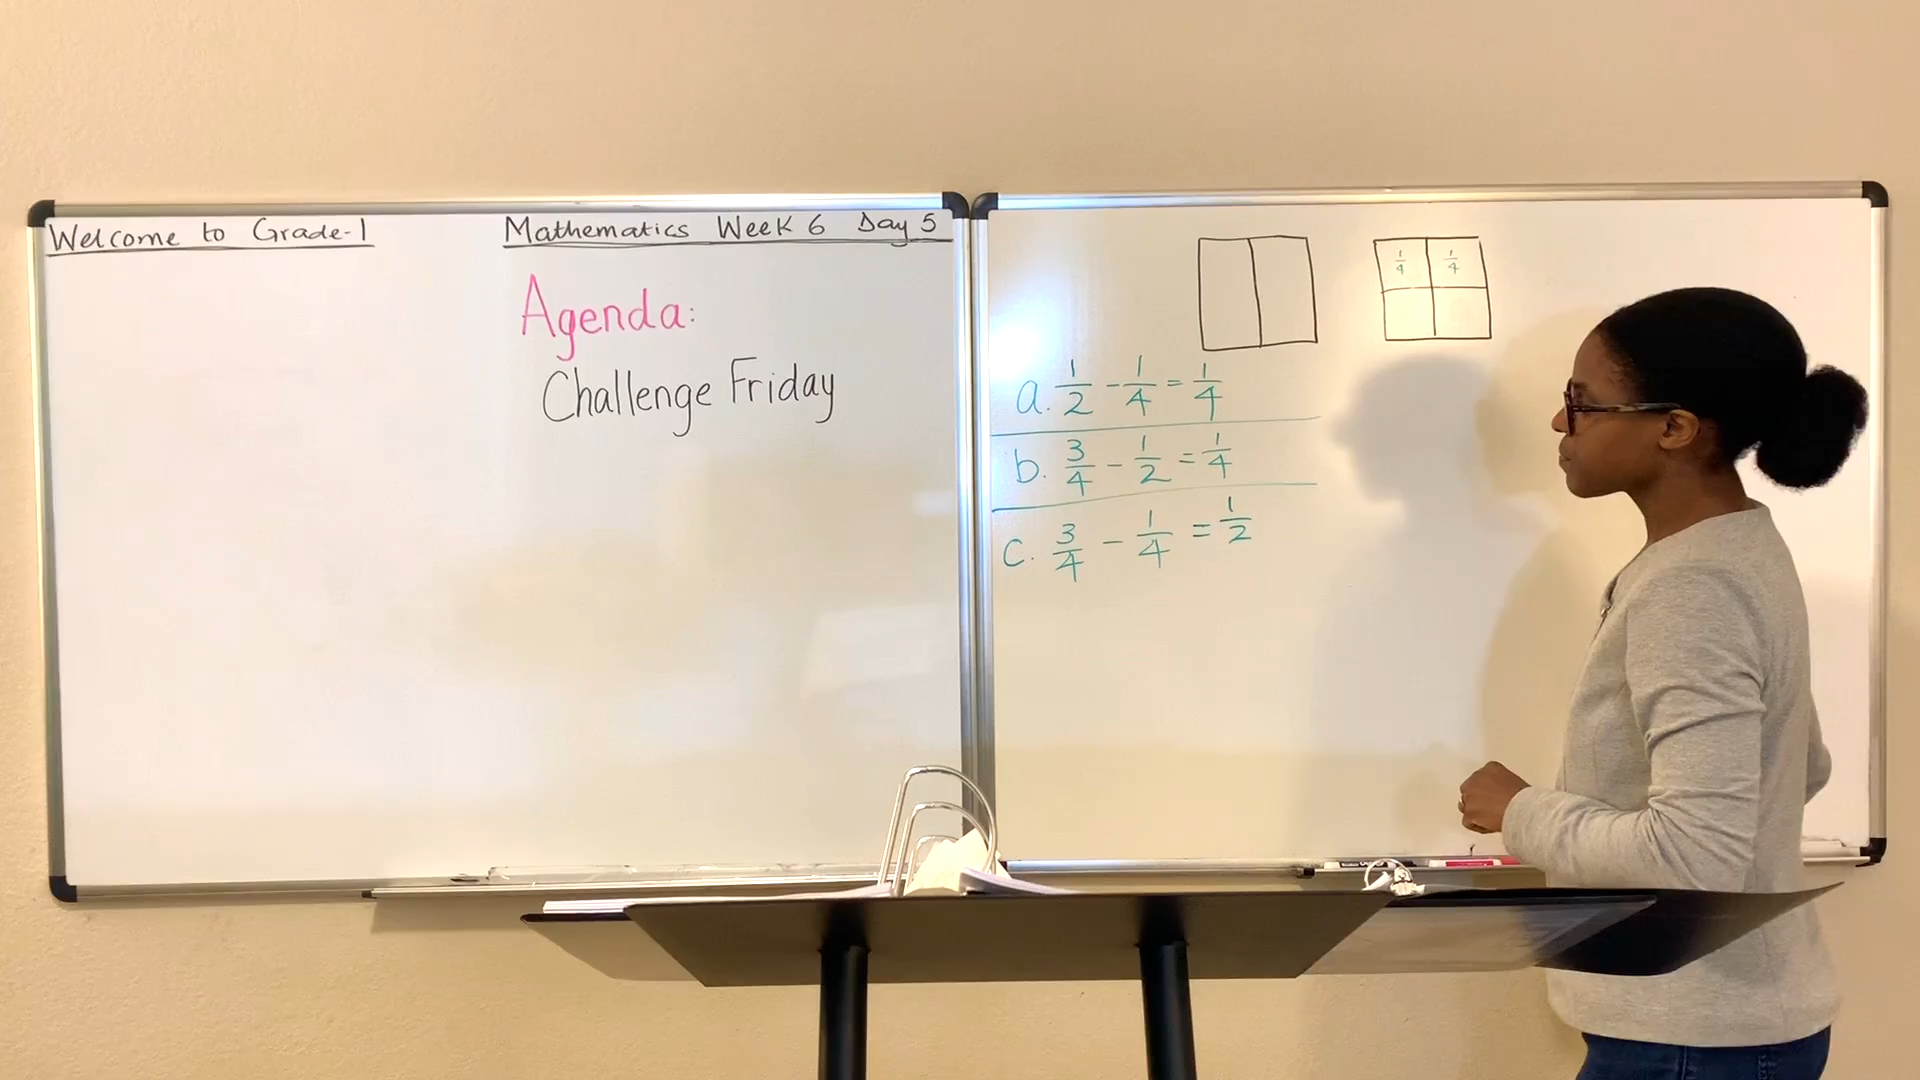 Welcome to Grade-1
Mathematics Week 6 Day 5
Agenda:
Challenge Friday
1/4 1/4
a. 1/2 - 1/4 = 1/4
b. 3/4 - 1/2 = 1/4
c. 3/4 - 1/4 = 1/2